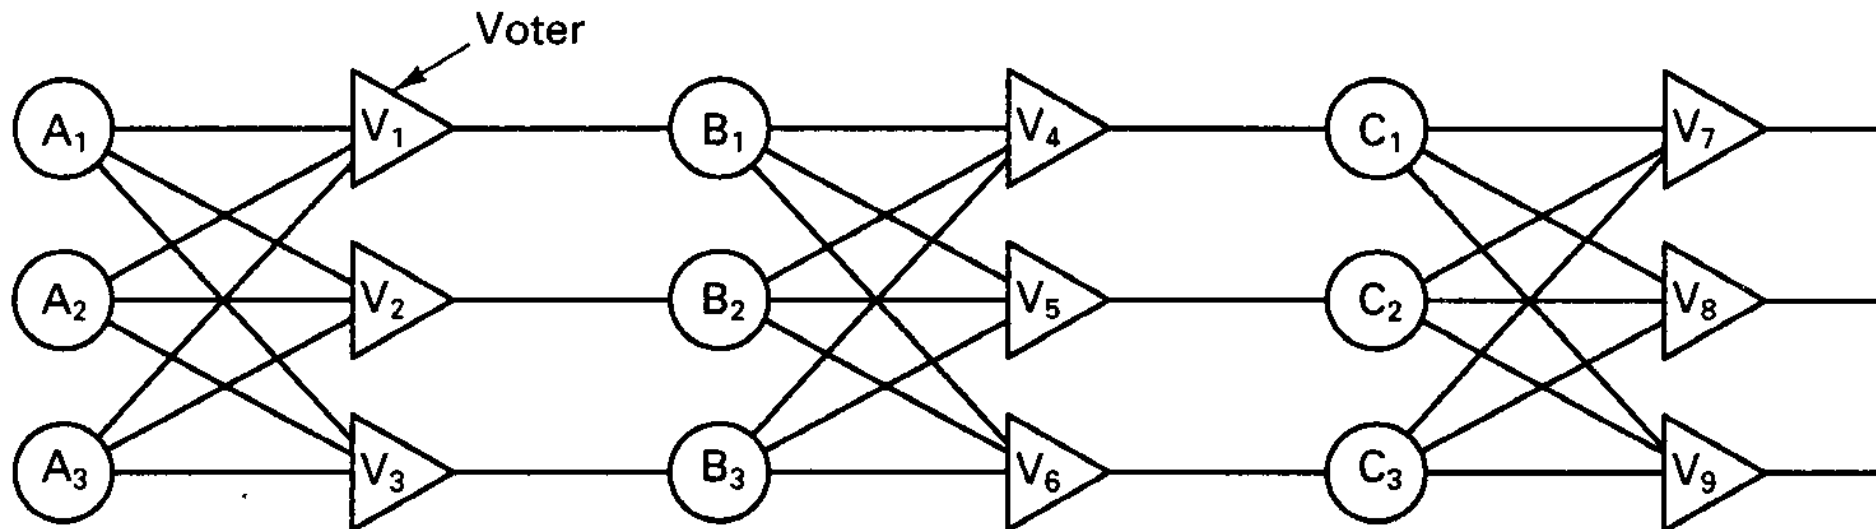 Voter
A₁ V₁ B₁ V₄ C₁ V₇
A₂ V₂ B₂ V₅ C₂ V₈
A₃ V₃ B₃ V₆ C₃ V₉